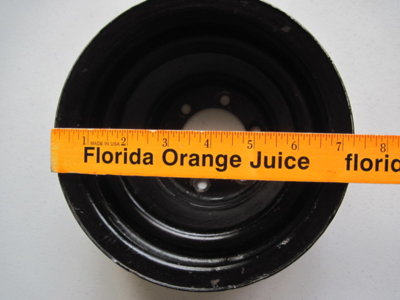 1 MADE IN USA 2 3 4 5 6 7 8
Florida Orange Juice florid